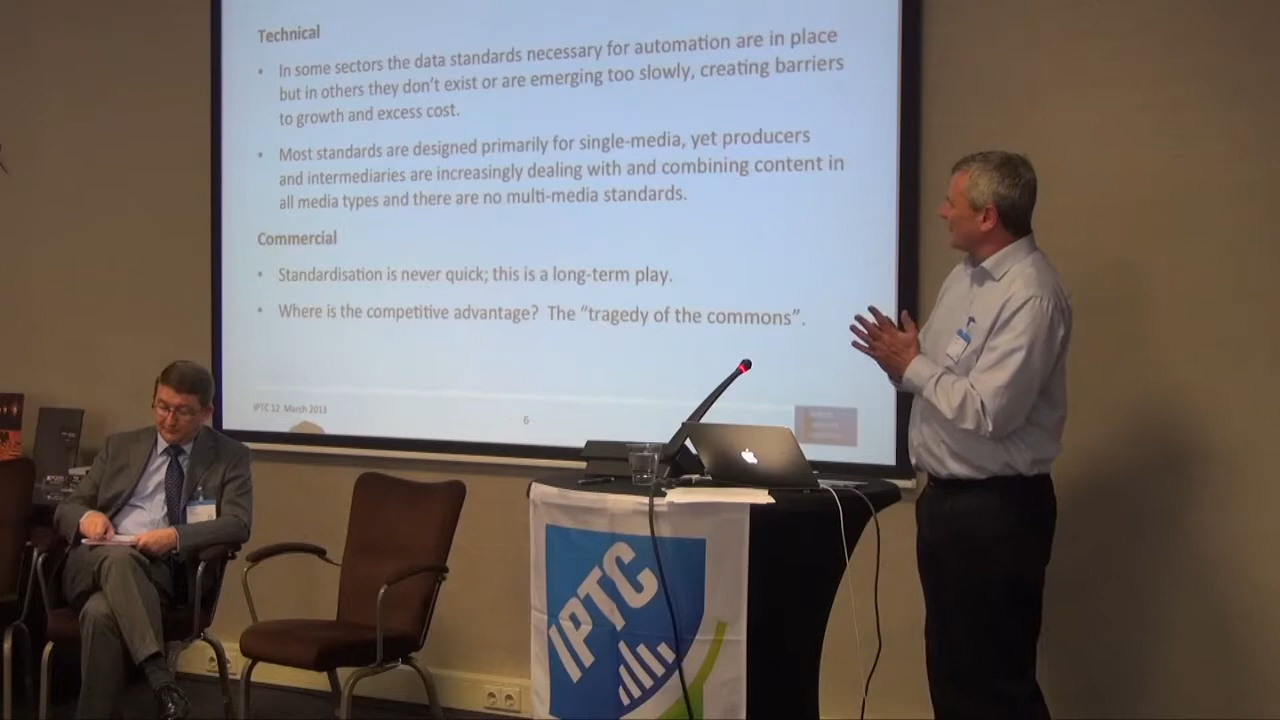 Technical
• In some sectors the data standards necessary for automation are in place
but in others they don't exist or are emerging too slowly, creating barriers
to growth and excess cost.
• Most standards are designed primarily for single-media, yet producers
and intermediaries are increasingly dealing with and combining content in
all media types and there are no multi-media standards.
Commercial
• Standardisation is never quick; this is a long-term play.
• Where is the competitive advantage? The "tragedy of the commons".
IPTC 12 March 2013
6
IPTC